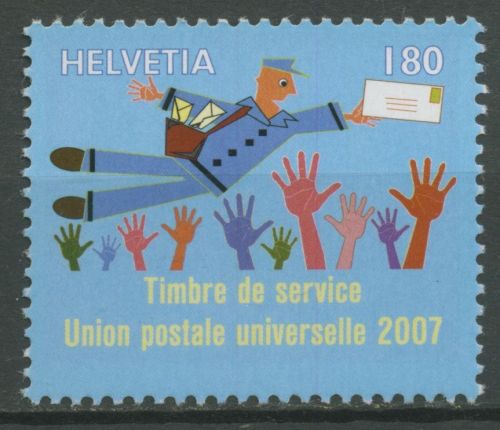 HELVETIA 180
Timbre de service
Union postale universelle 2007